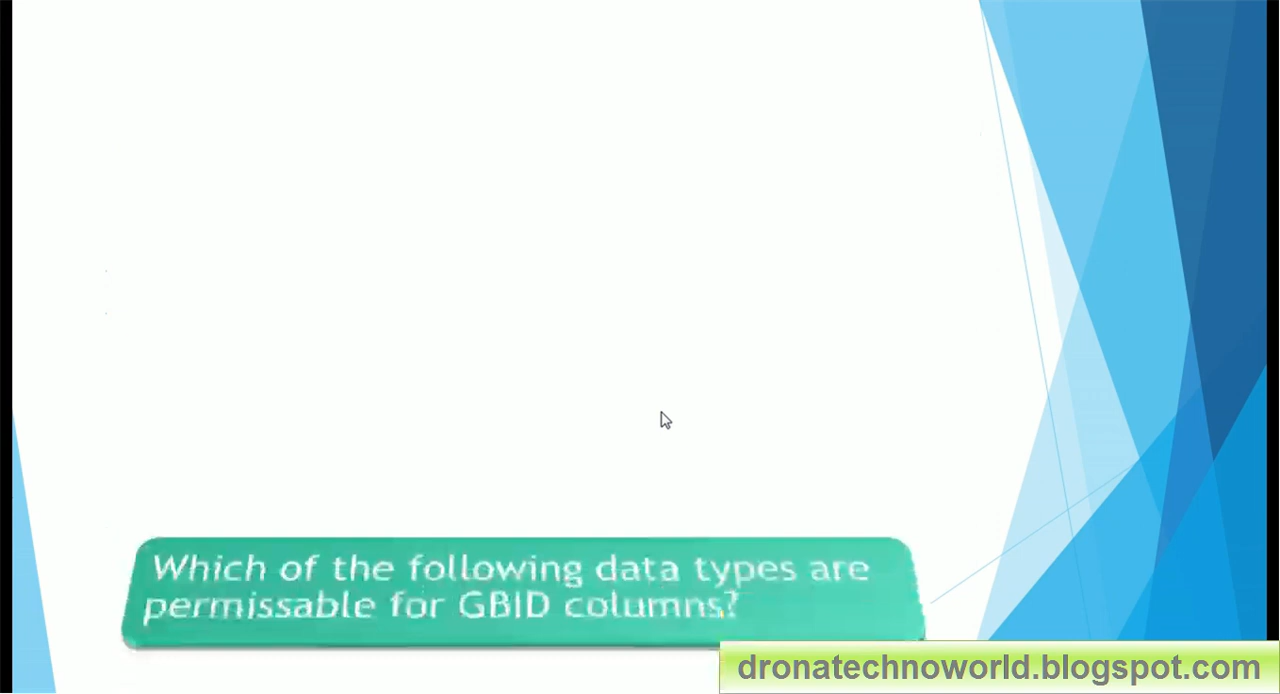 Which of the following data types are
permissable for GBID columns?
dronatechnoworld.blogspot.com